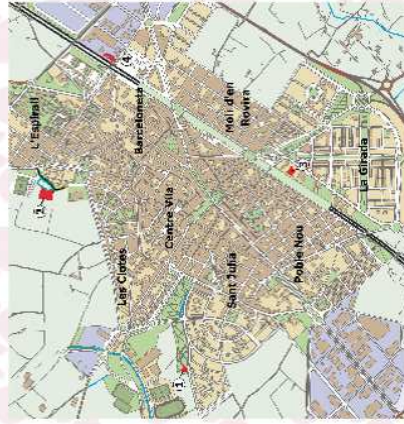 L'Espirall
Barceloneta
Molí d'en
Rovira
La Girada
Les Clotes
Centre Vila
Sant Julià
Poble Nou
1
2
3
4